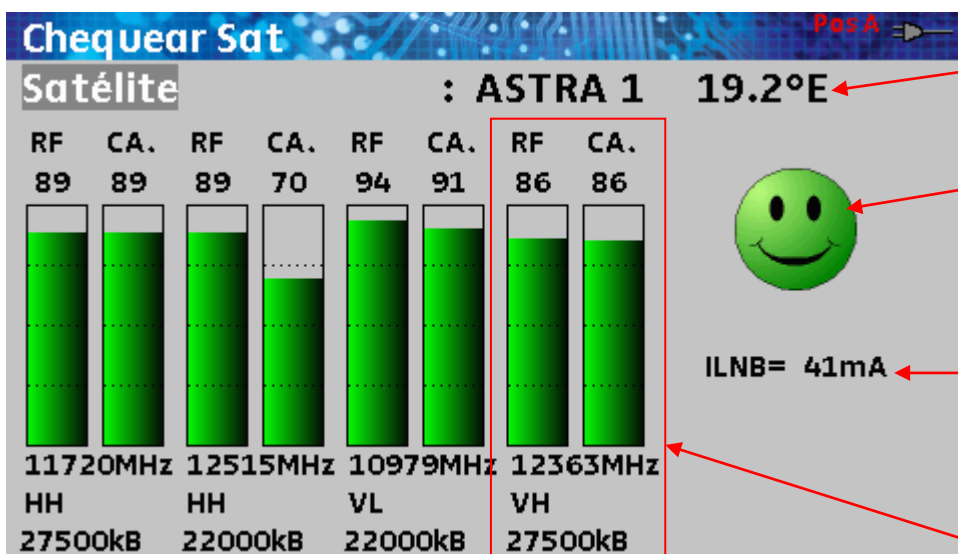 Chequear Sat Pos A
Satélite : ASTRA 1 19.2ºE
RF CA. RF CA. RF CA. RF CA.
89 89 89 70 94 91 86 86
ILNB= 41mA
11720MHz 12515MHz 10979MHz 12363MHz
HH HH VL VH
27500kB 22000kB 22000kB 27500kB